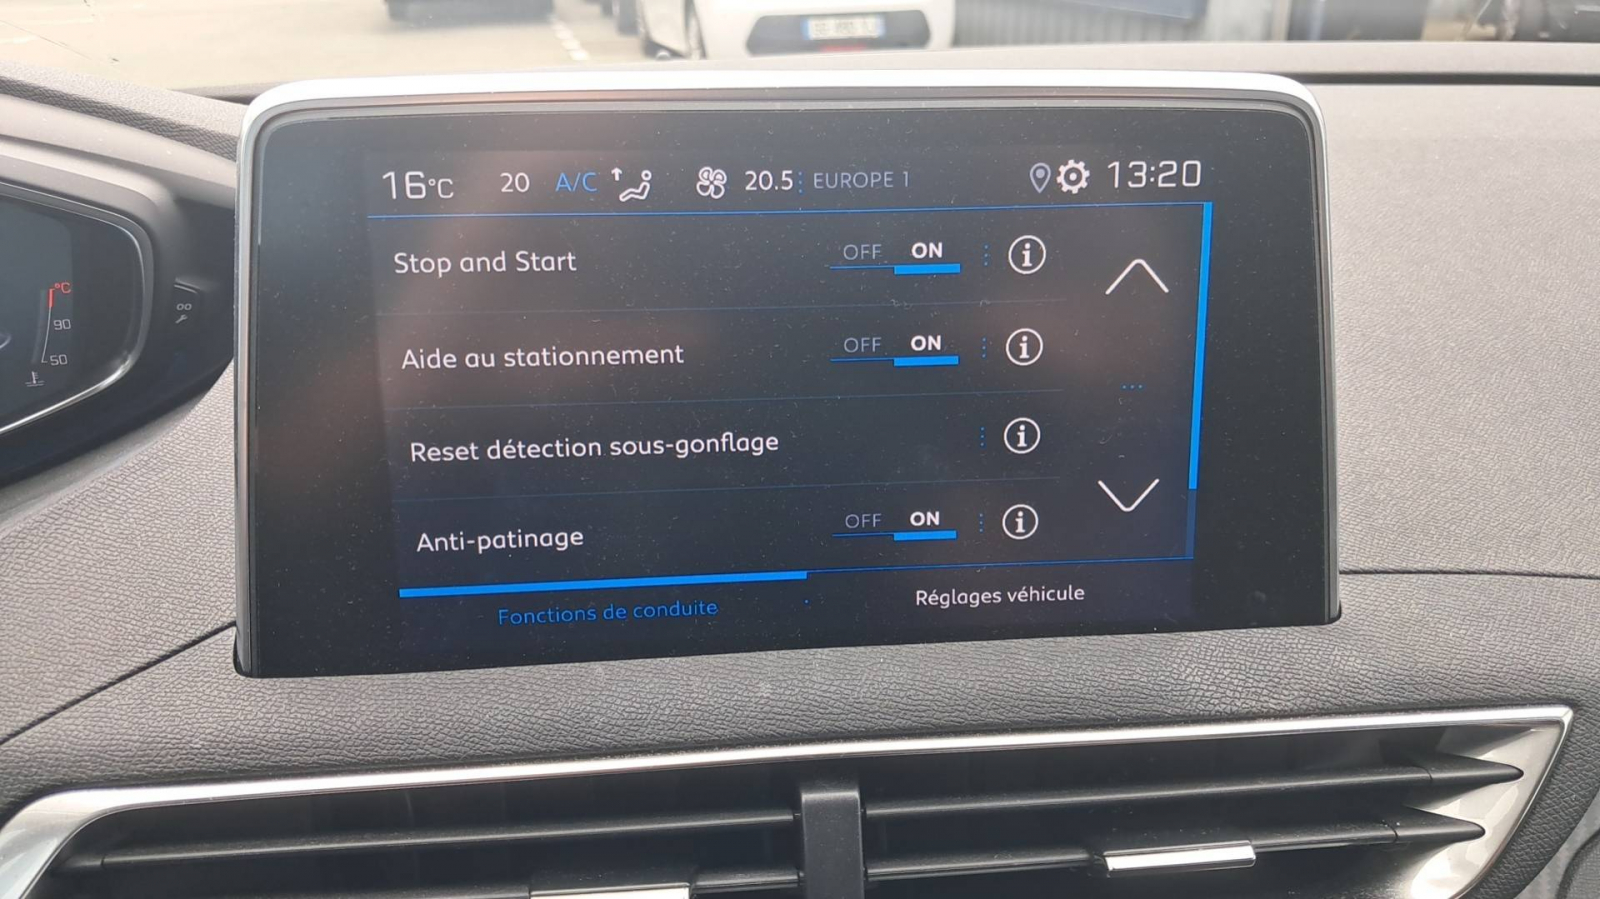 16°C 20 A/C 20.5 EUROPE 1 13:20
Stop and Start OFF ON
Aide au stationnement OFF ON
Reset détection sous-gonflage
Anti-patinage OFF ON
Fonctions de conduite Réglages véhicule
°C
90
50